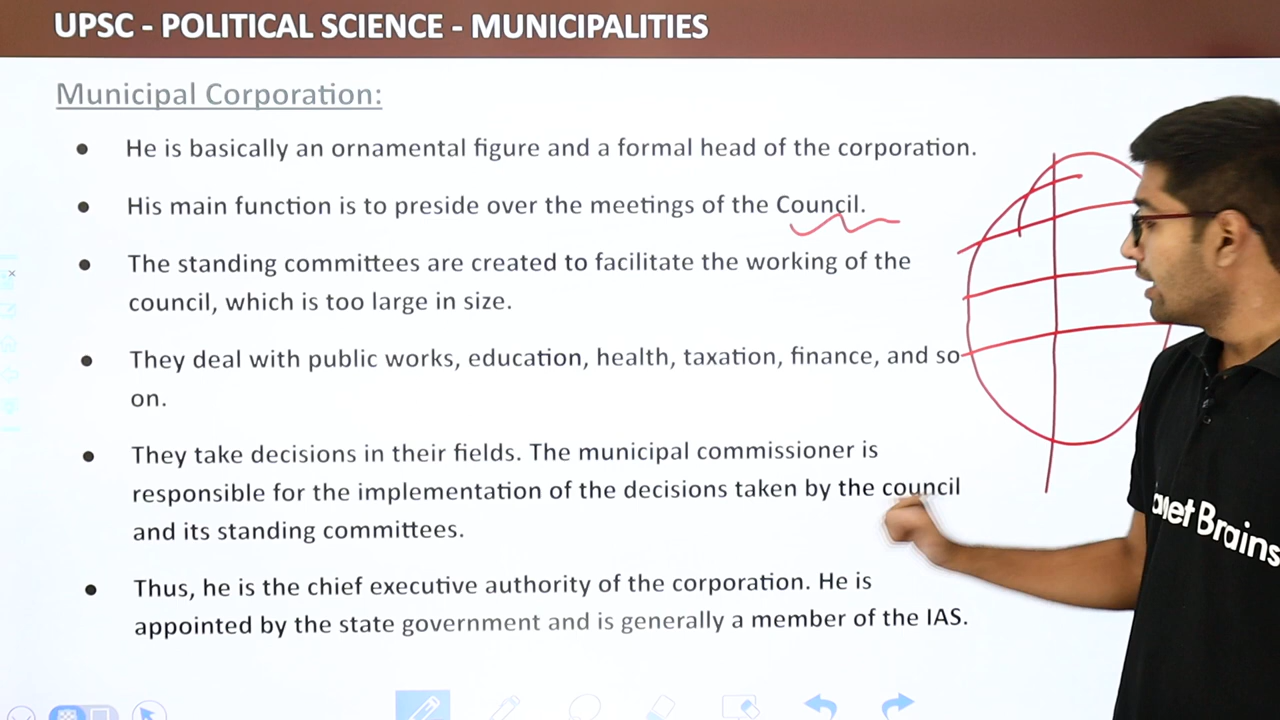 UPSC - POLITICAL SCIENCE - MUNICIPALITIES
Municipal Corporation:
● He is basically an ornamental figure and a formal head of the corporation.
● His main function is to preside over the meetings of the Council.
● The standing committees are created to facilitate the working of the
council, which is too large in size.
● They deal with public works, education, health, taxation, finance, and so
on.
● They take decisions in their fields. The municipal commissioner is
responsible for the implementation of the decisions taken by the council
and its standing committees.
● Thus, he is the chief executive authority of the corporation. He is
appointed by the state government and is generally a member of the IAS.
Brains